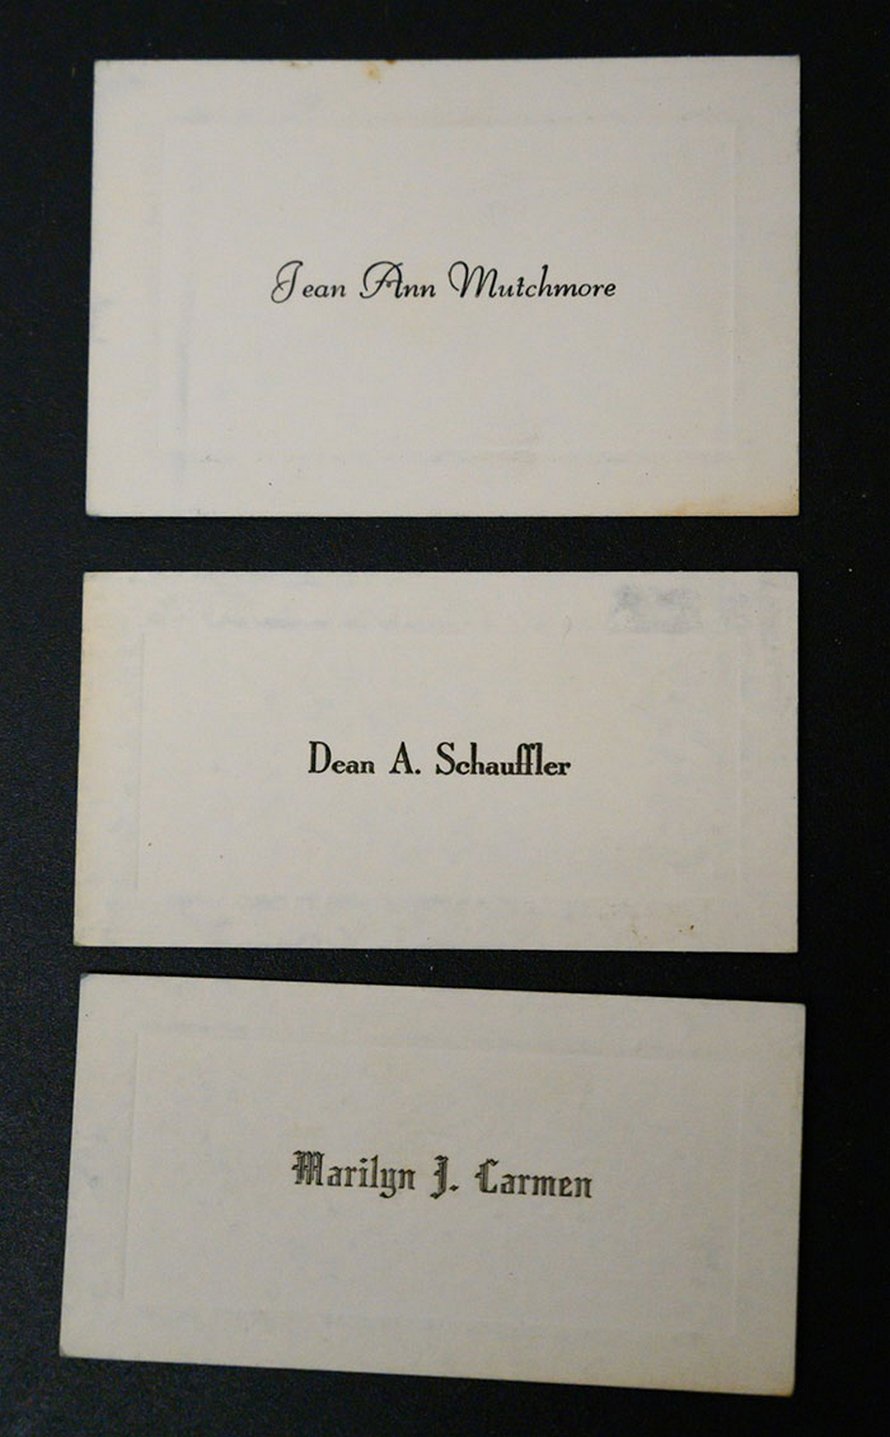 Jean Ann Mutchmore
Dean A. Schauffler
Marilyn J. Carmen